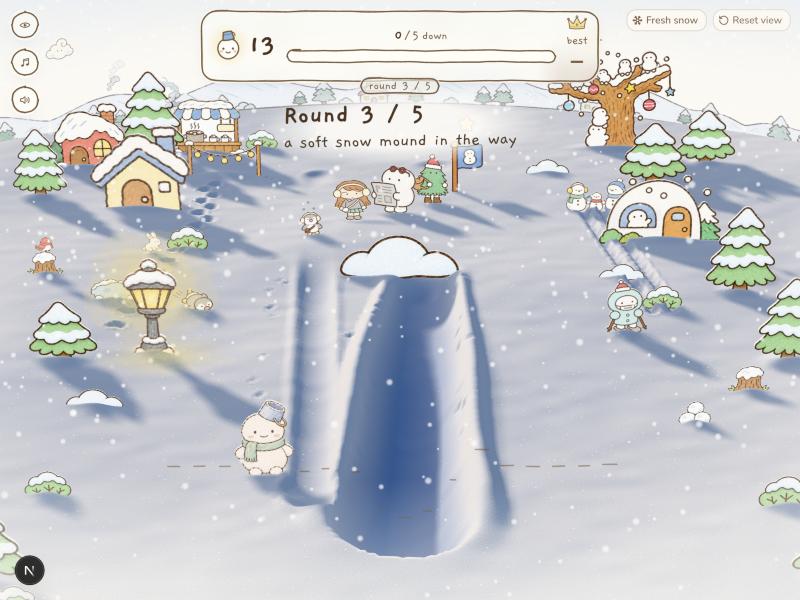 13
0/5 down
best
–
Fresh snow
Reset view
round 3 / 5
Round 3 / 5
a soft snow mound in the way
8
N